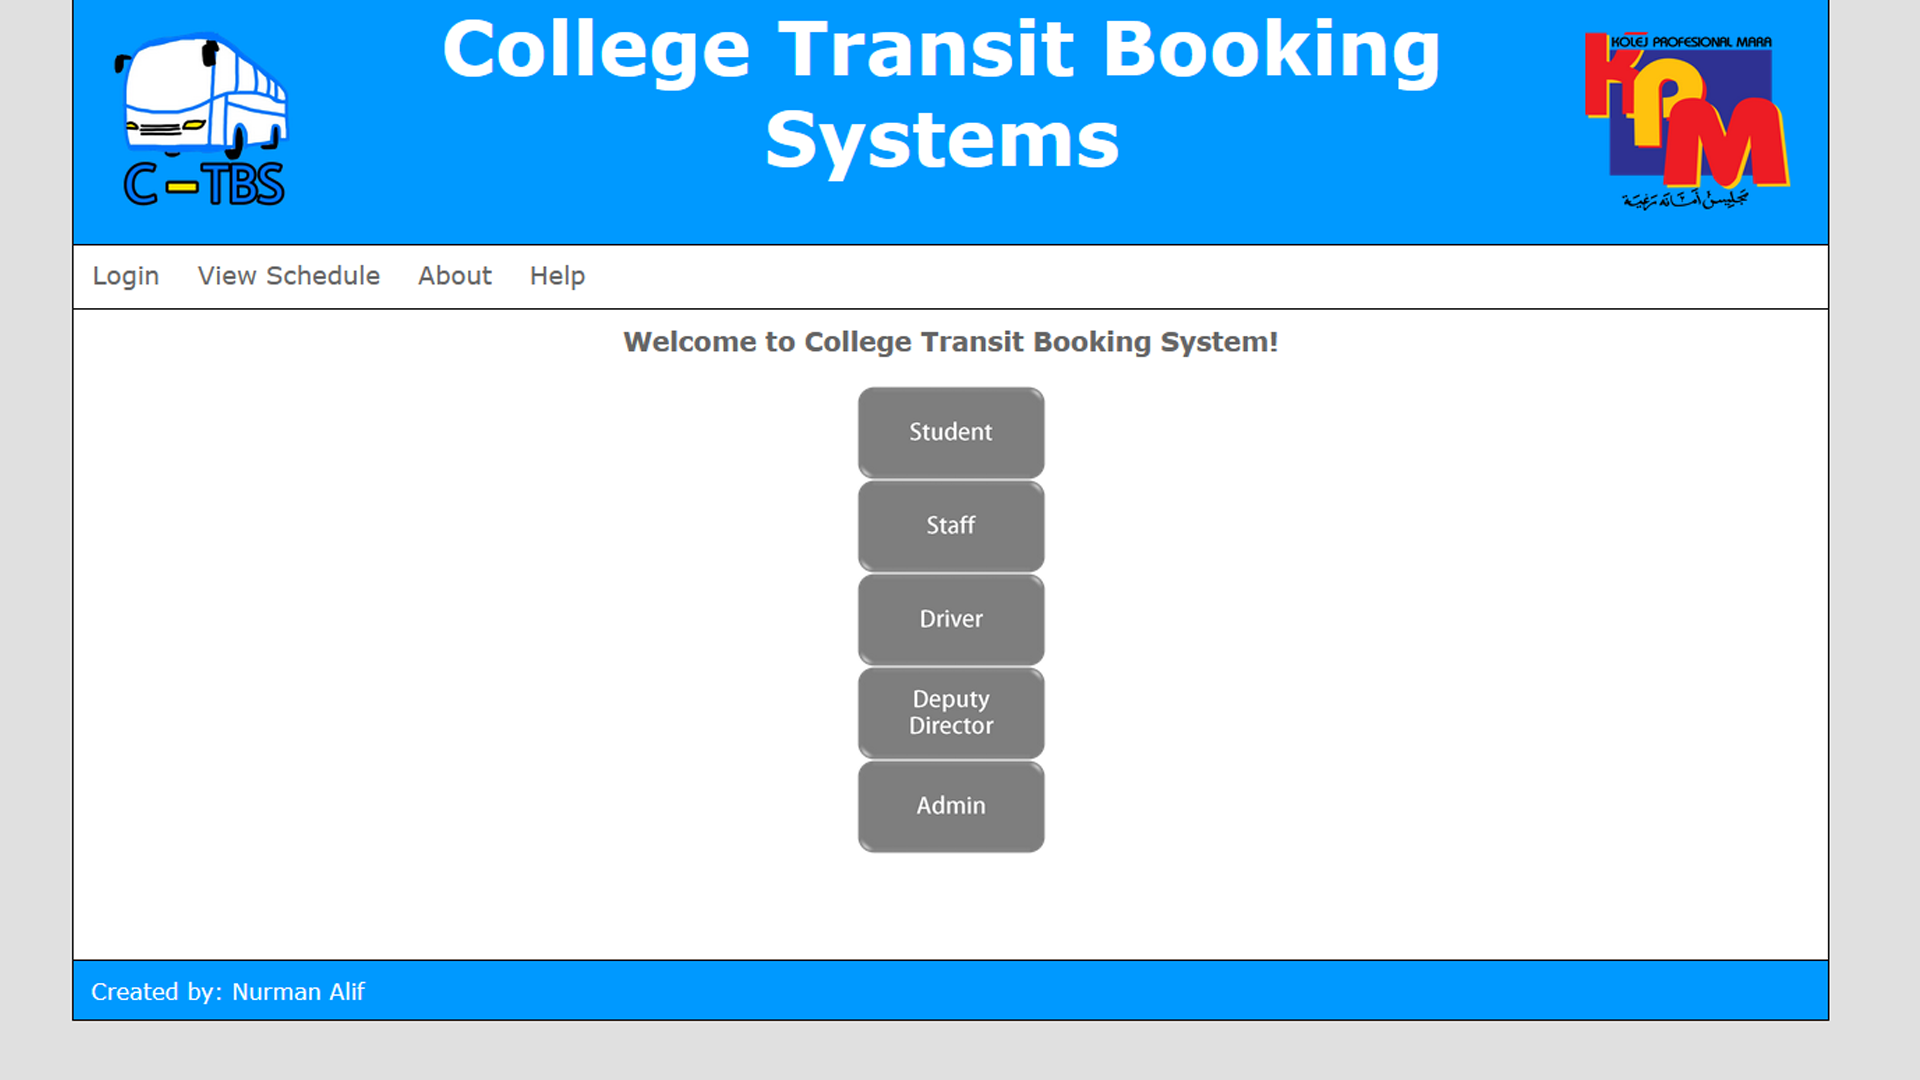 College Transit Booking
Systems
C-TBS
KOLEJ PROFESIONAL MARA
KPM
مجليس أمانه رعية
Login View Schedule About Help
Welcome to College Transit Booking System!
Student
Staff
Driver
Deputy
Director
Admin
Created by: Nurman Alif